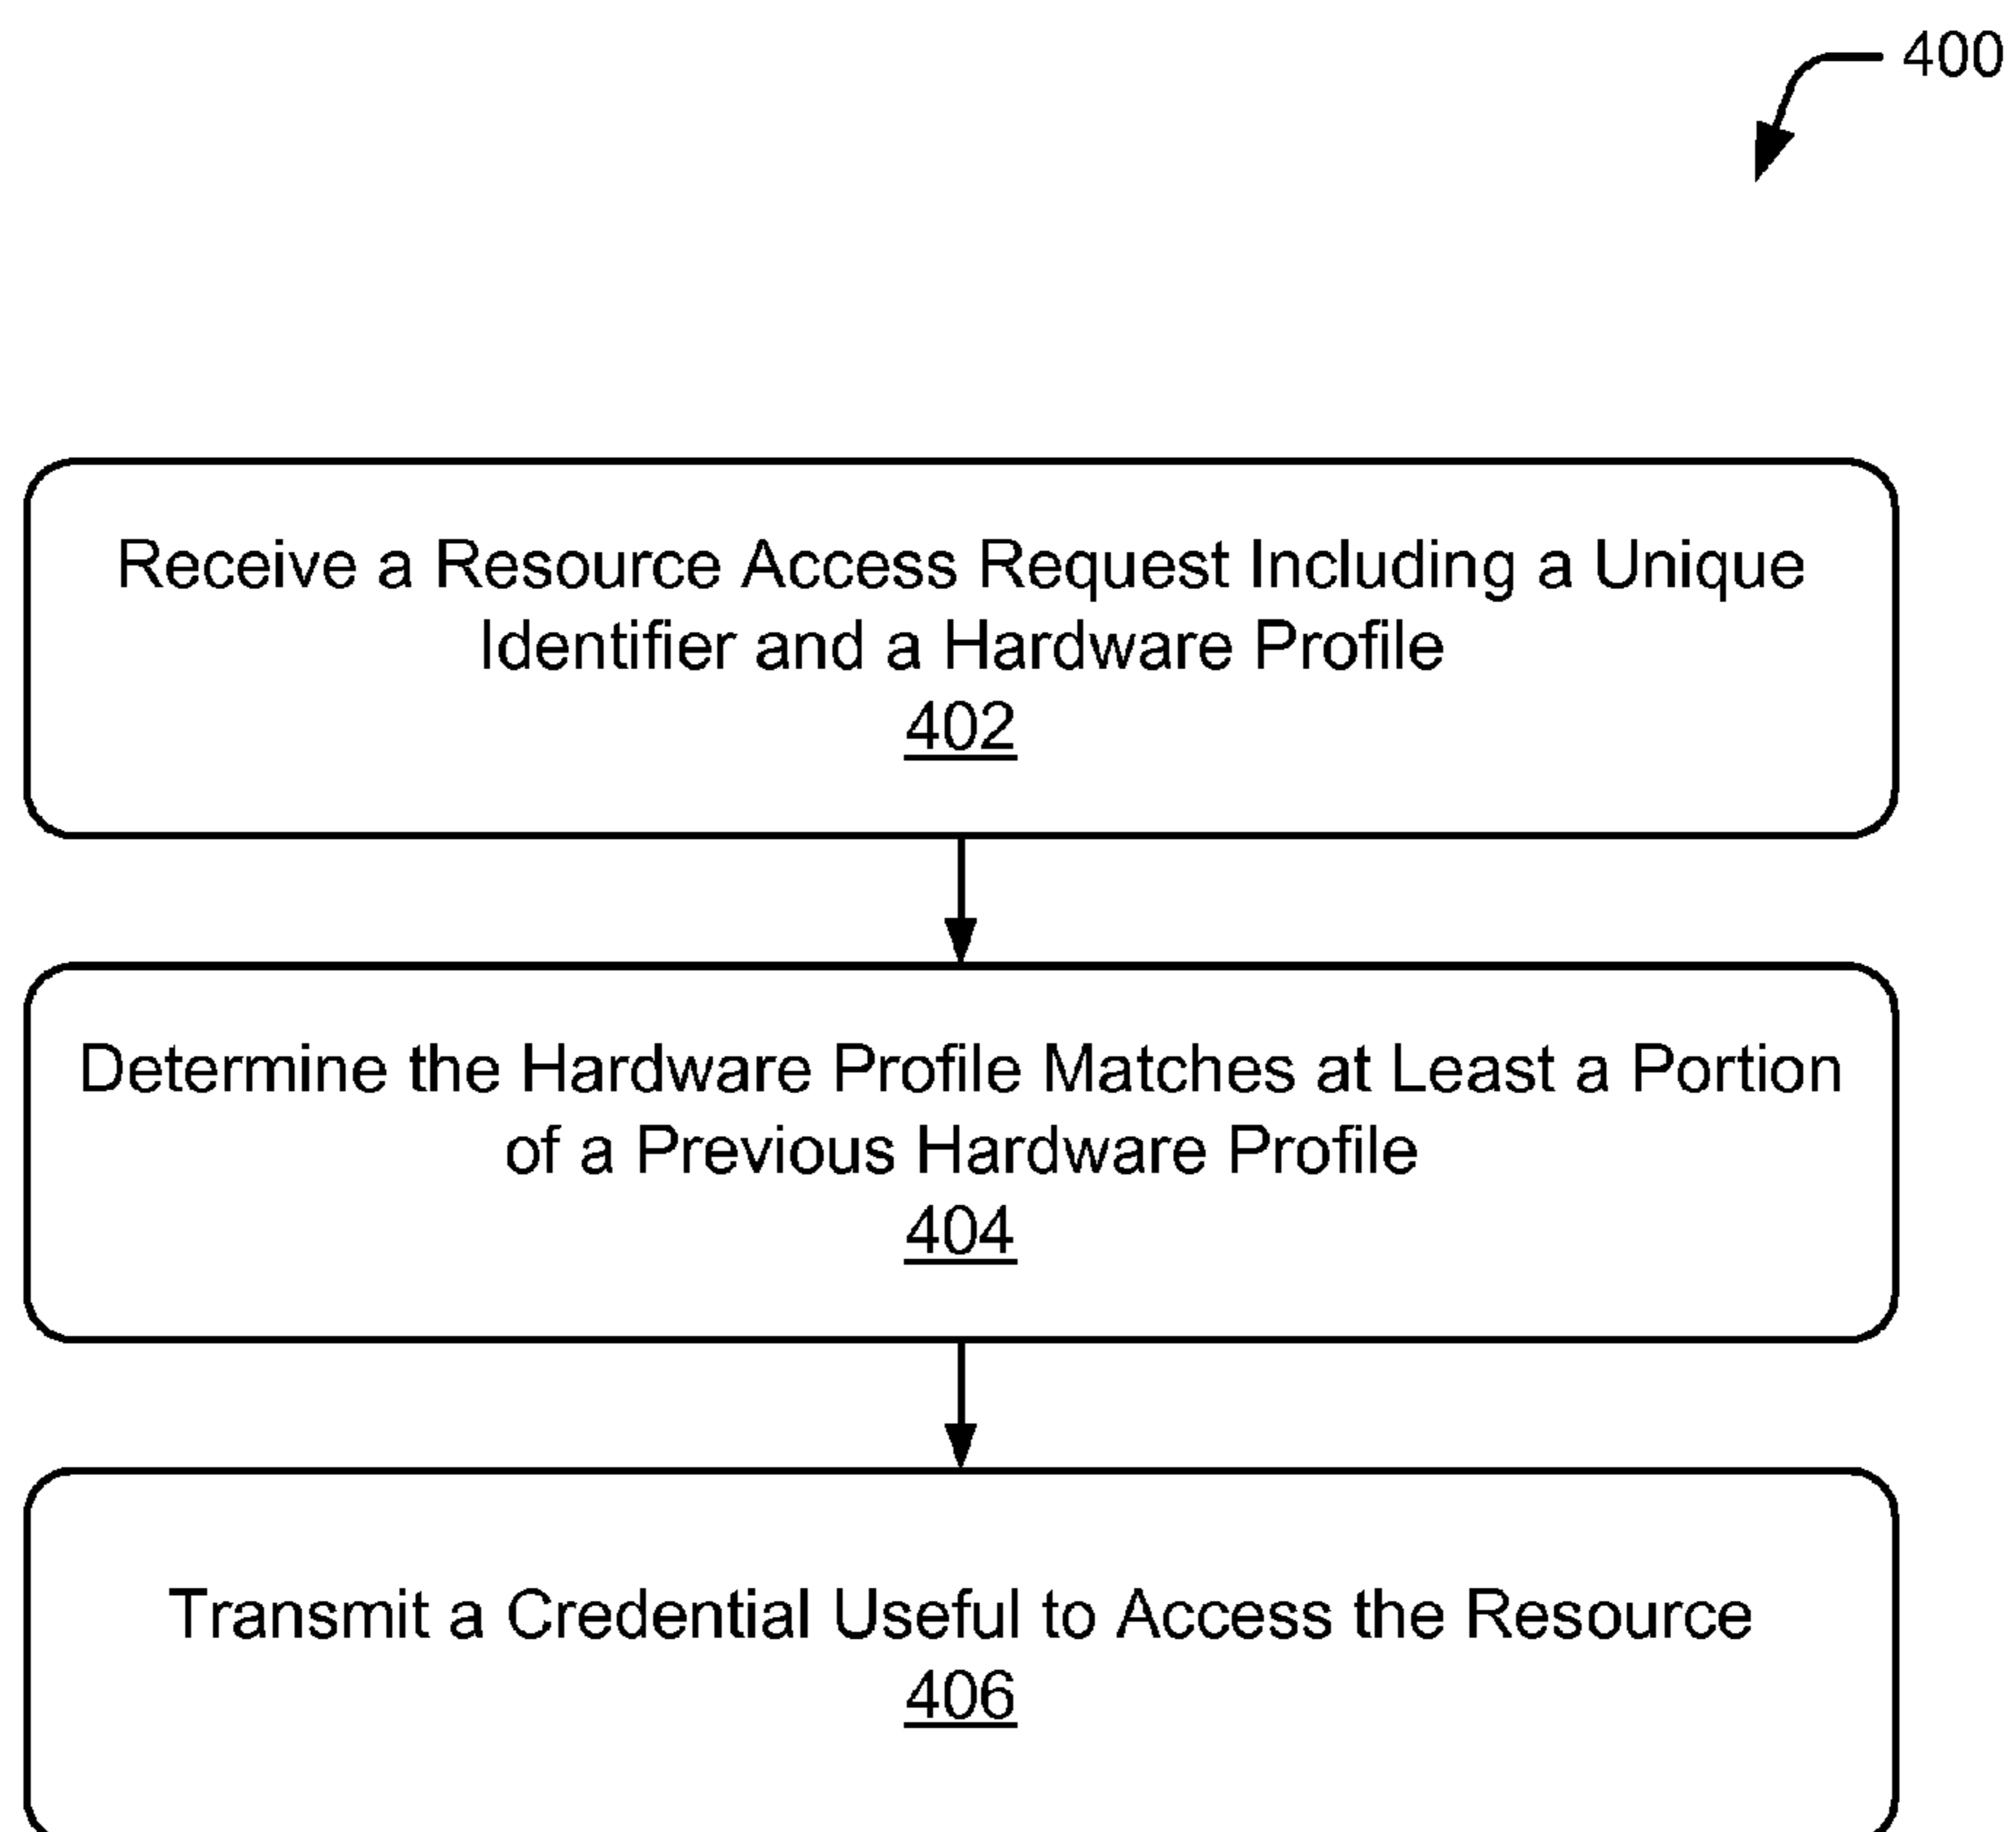 400
Receive a Resource Access Request Including a Unique
Identifier and a Hardware Profile
402
Determine the Hardware Profile Matches at Least a Portion
of a Previous Hardware Profile
404
Transmit a Credential Useful to Access the Resource
406